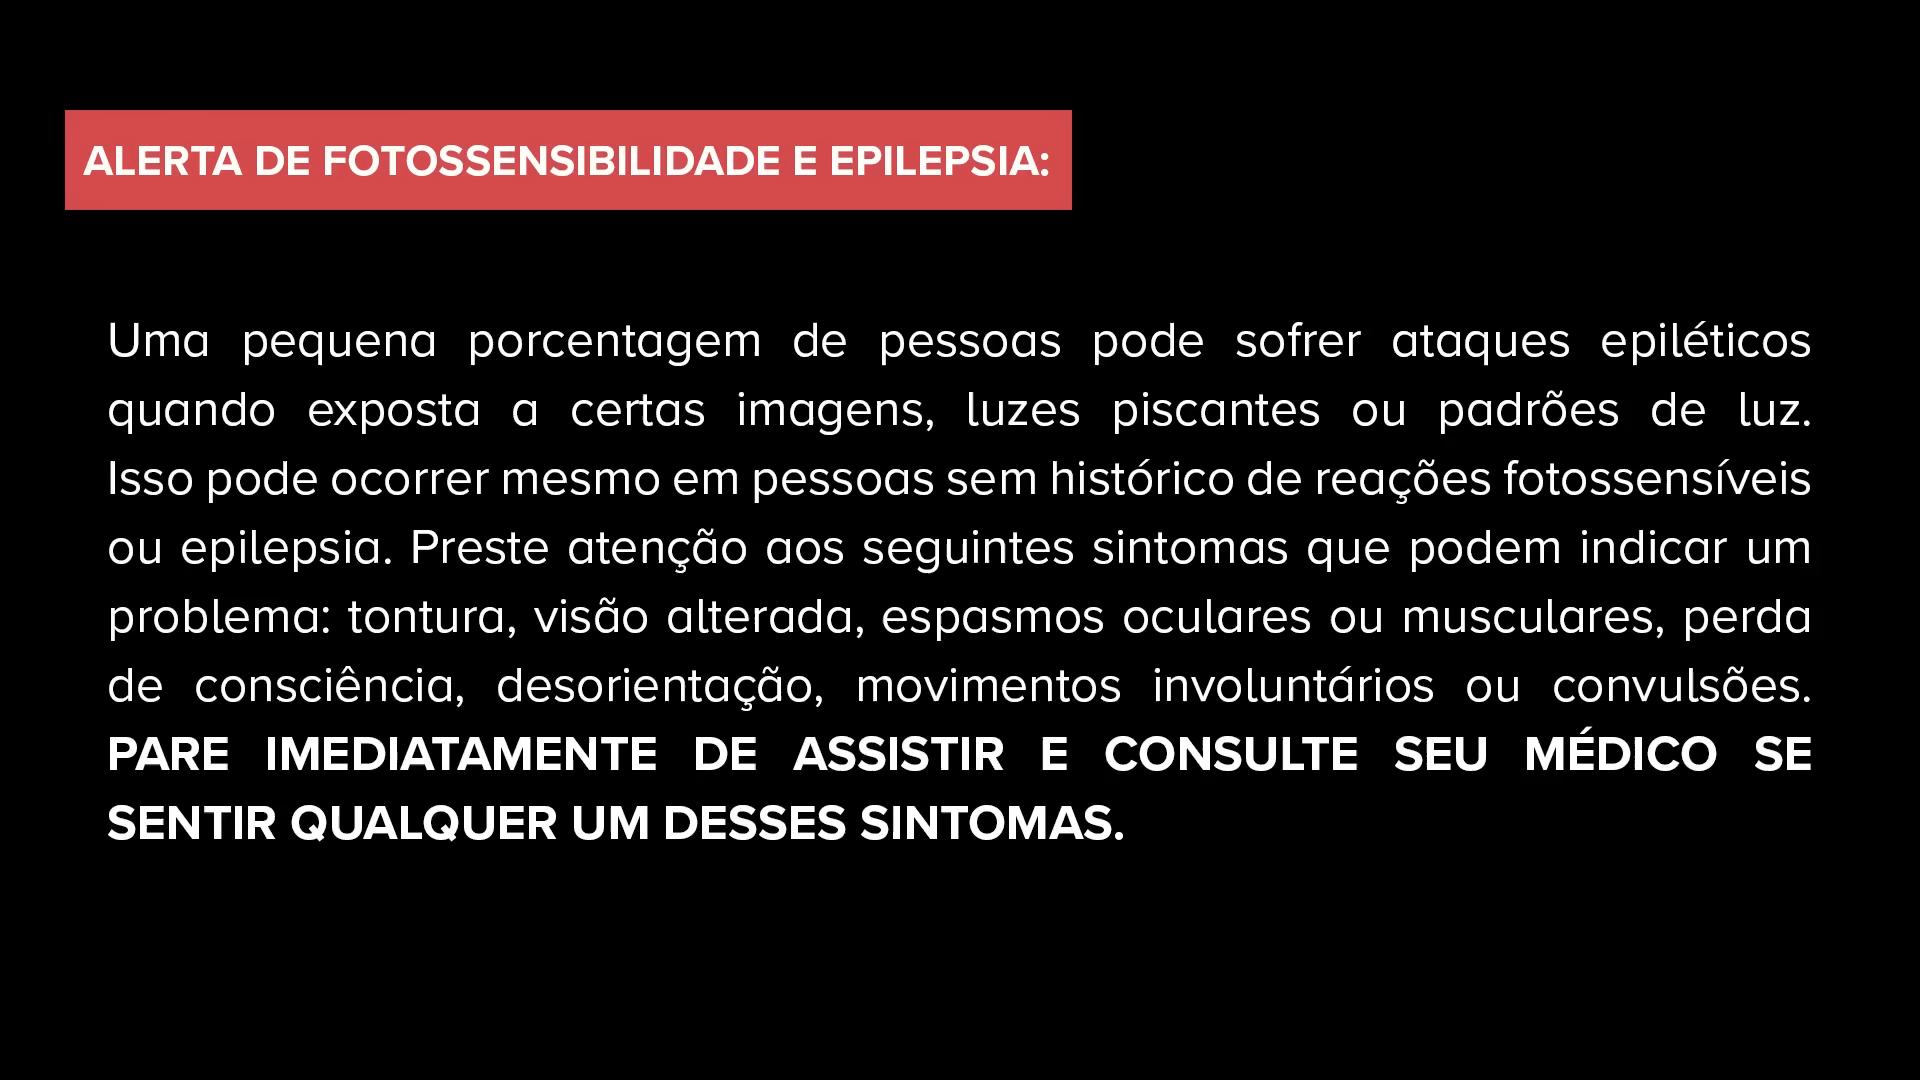 ALERTA DE FOTOSSENSIBILIDADE E EPILEPSIA:
Uma pequena porcentagem de pessoas pode sofrer ataques epiléticos
quando exposta a certas imagens, luzes piscantes ou padrões de luz.
Isso pode ocorrer mesmo em pessoas sem histórico de reações fotossensíveis
ou epilepsia. Preste atenção aos seguintes sintomas que podem indicar um
problema: tontura, visão alterada, espasmos oculares ou musculares, perda
de consciência, desorientação, movimentos involuntários ou convulsões.
PARE IMEDIATAMENTE DE ASSISTIR E CONSULTE SEU MÉDICO SE
SENTIR QUALQUER UM DESSES SINTOMAS.